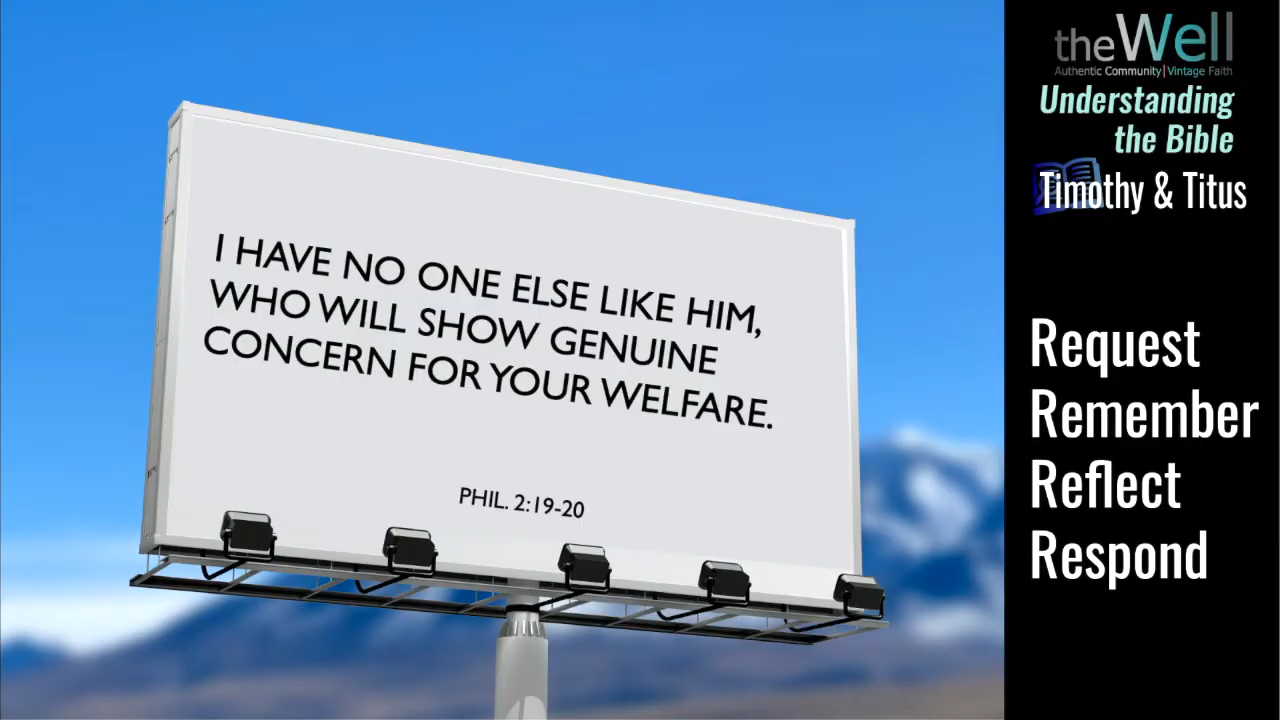 I HAVE NO ONE ELSE LIKE HIM,
WHO WILL SHOW GENUINE
CONCERN FOR YOUR WELFARE.
PHIL. 2:19-20
theWell
Authentic Community|Vintage Faith
Understanding
the Bible
Timothy & Titus
Request
Remember
Reflect
Respond